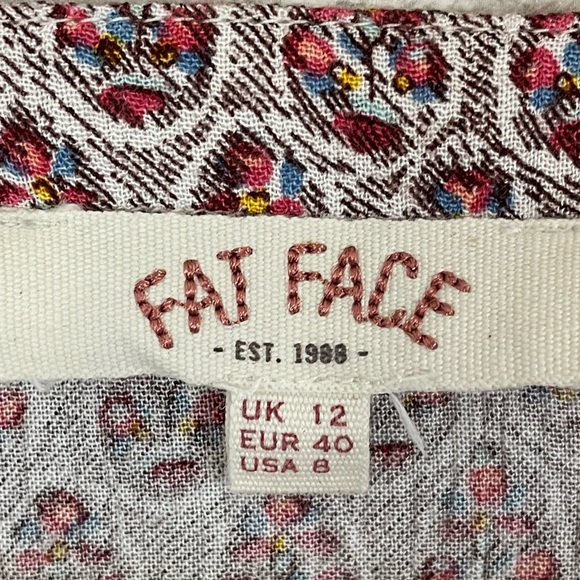 FAT FACE
- EST. 1988 -
UK 12
EUR 40
USA 8